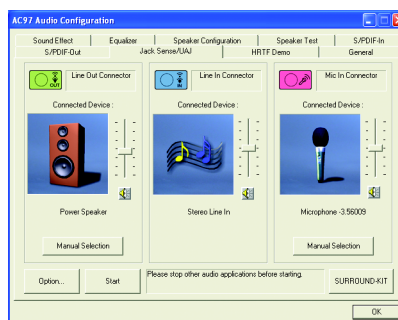 AC97 Audio Configuration
Sound Effect Equalizer Speaker Configuration Speaker Test S/PDIF-In
S/PDIF-Out Jack Sense/UAJ HRTF Demo General
OUT Line Out Connector IN Line In Connector Mic In Connector
Connected Device : Connected Device : Connected Device :
Power Speaker Stereo Line In Microphone -3.56009
Manual Selection Manual Selection
Option... Start Please stop other audio applications before starting. SURROUND-KIT
OK